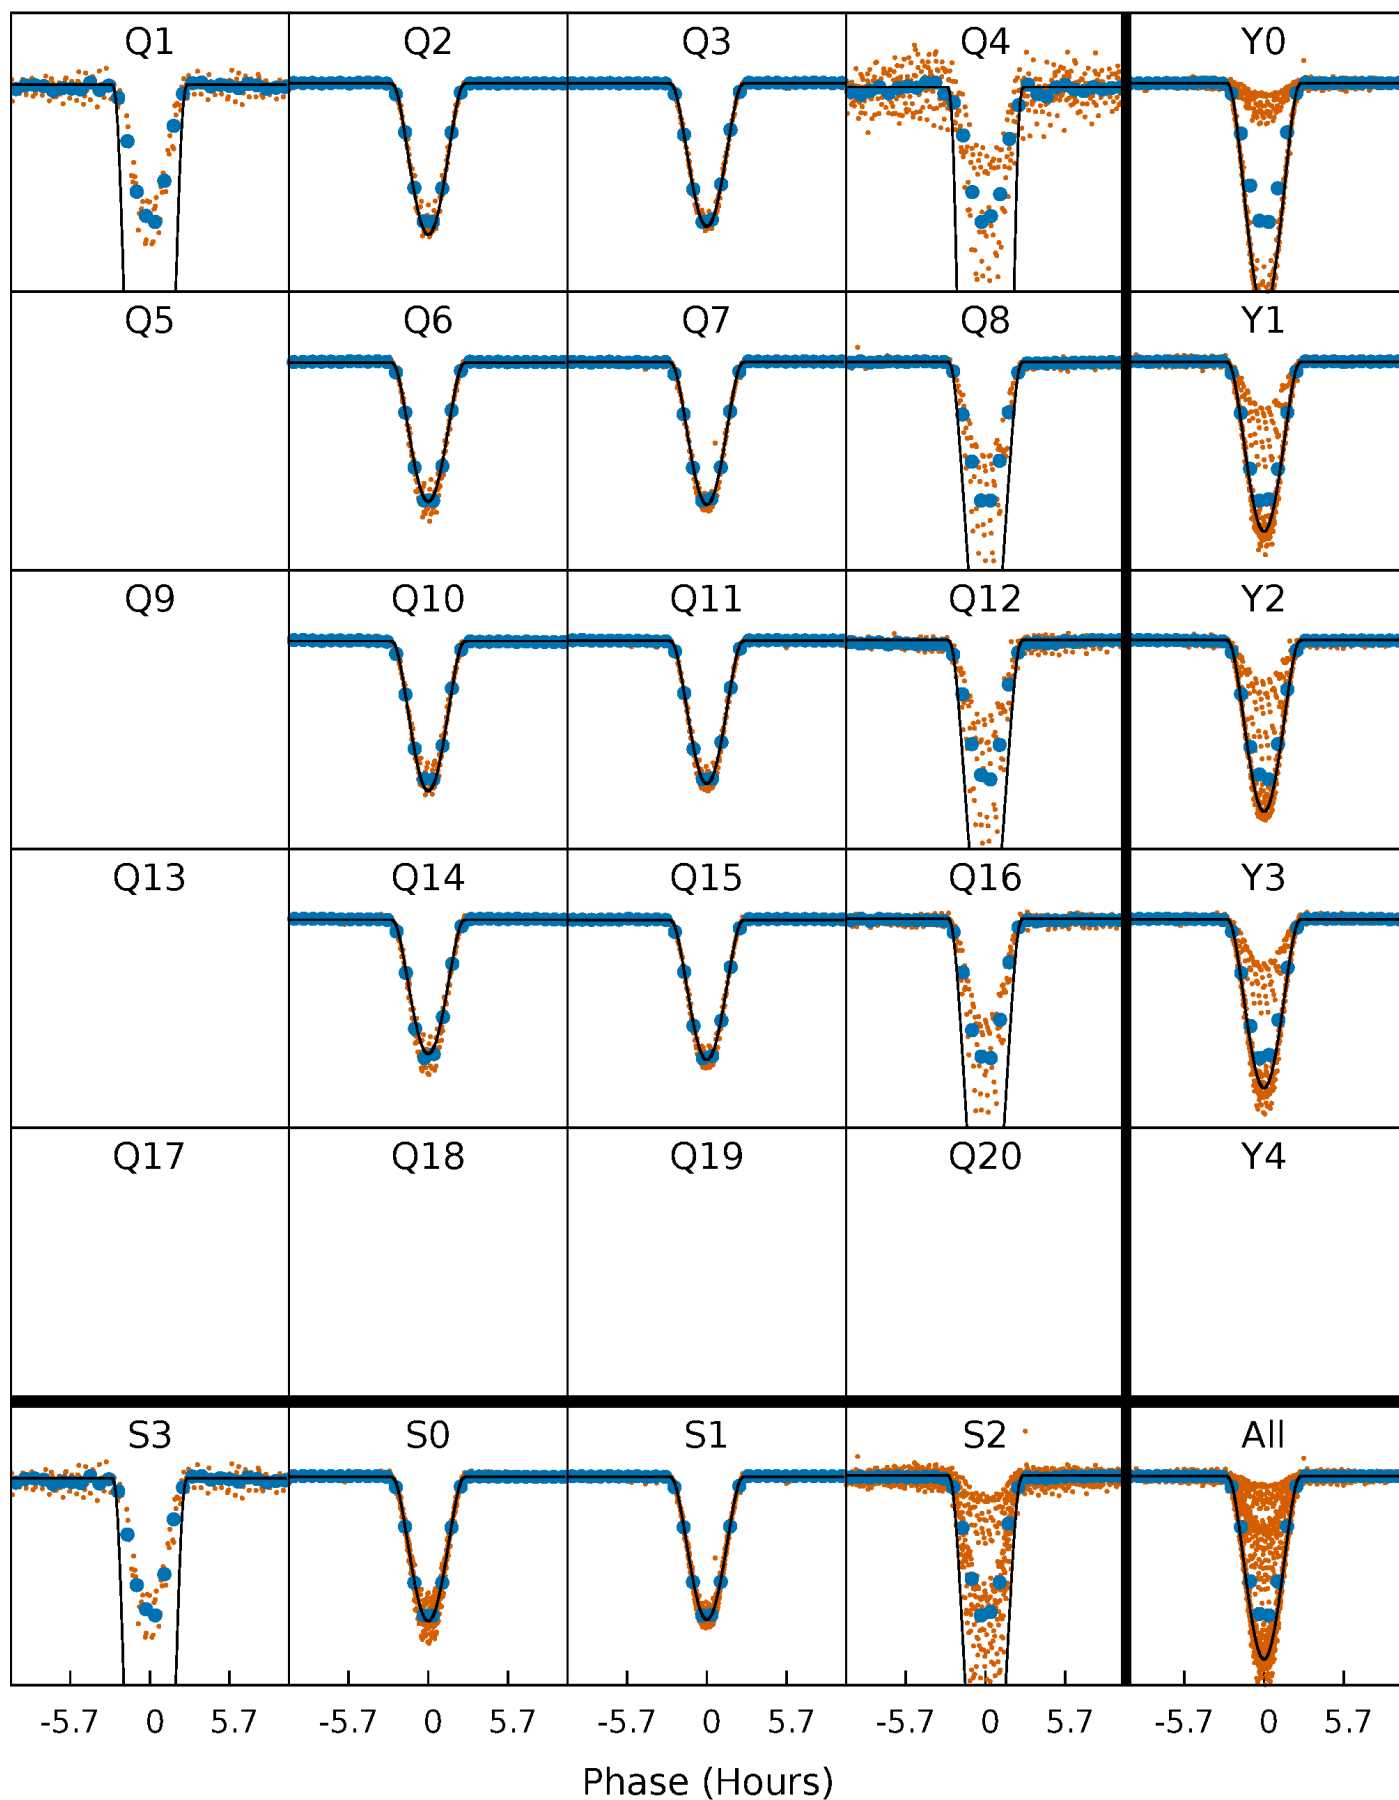 Q1 Q2 Q3 Q4 Y0
Q5 Q6 Q7 Q8 Y1
Q9 Q10 Q11 Q12 Y2
Q13 Q14 Q15 Q16 Y3
Q17 Q18 Q19 Q20 Y4
S3 S0 S1 S2 All
-5.7 0 5.7 -5.7 0 5.7 -5.7 0 5.7 -5.7 0 5.7 -5.7 0 5.7
Phase (Hours)